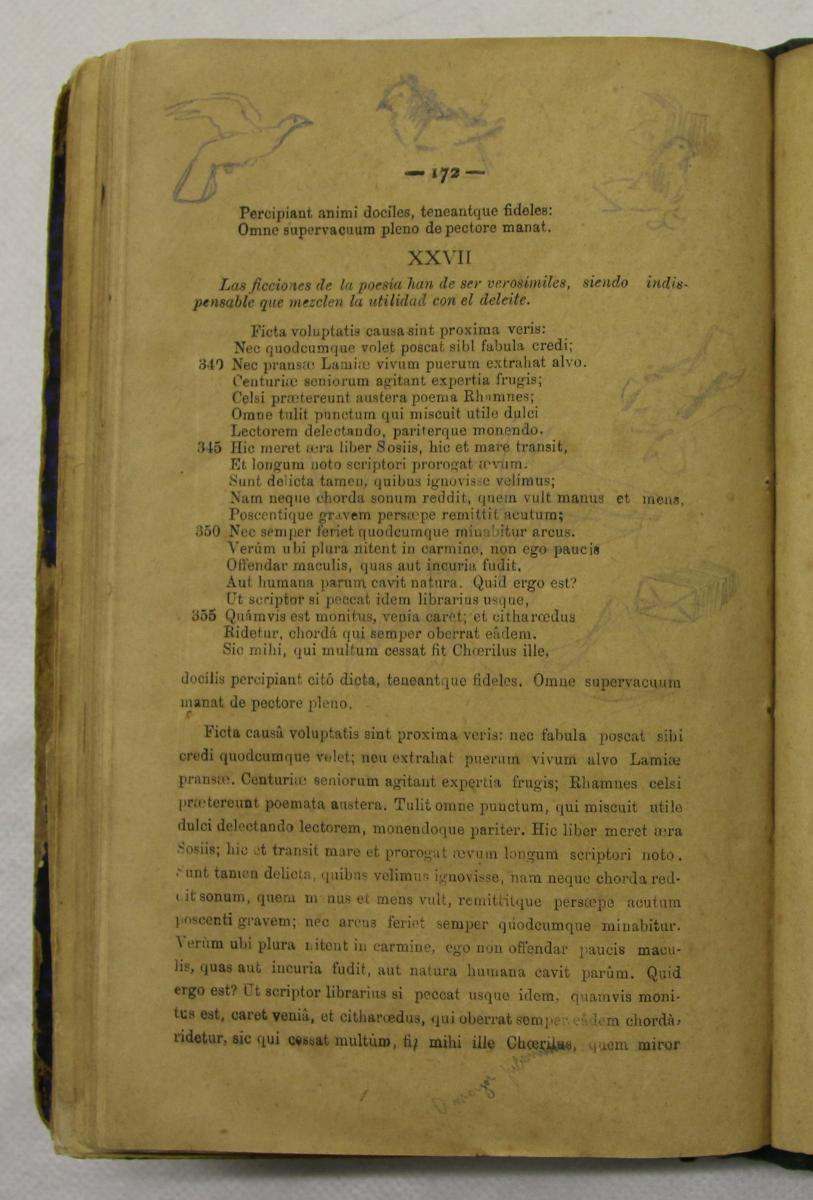 — 172 —
Percipiant animi dociles, teneantque fideles:
Omne supervacuum pleno de pectore manat.
XXVII
Las ficciones de la poesía han de ser verosimiles, siendo indis-
pensable que mezclen la utilidad con el deleite.
Ficta voluptatis causa sint proxima veris:
Nec quodcumque volet poscat sibI fabula credi;
340 Nec pransæ Lamiæ vivum puerum extrahat alvo.
Centuriæ seniorum agitant expertia frugis;
Celsi prætereunt austera poema Rhamnes;
Omne tulit punctum qui miscuit utile dulci
Lectorem delectando, pariterque monendo.
345 Hic meret æra liber Sosiis, hic et mare transit,
Et longum noto scriptori prorogat ævum.
Sunt delicta tamen, quibus ignovisse velimus;
Nam neque chorda sonum reddit, quem vult manus et mens,
Poscentique gravem persæpe remittit acutum;
350 Nec semper feriet quodcumque minabitur arcus.
Verúm ubi plura nitent in carmine, non ego paucis
Offendar maculis, quas aut incuria fudit,
Aut humana parum cavit natura. Quid ergo est?
Ut scriptor si peccat idem librarius usque,
355 Quámvis est monitus, venia caret; et citharœdus
Ridetur, chordâ qui semper oberrat eâdem.
Sic mihi, qui multum cessat fit Chœrilus ille,
docilis percipiant citó dicta, teneantque fideles. Omne supervacuum
manat de pectore pleno.
Ficta causâ voluptatis sint proxima veris: nec fabula poscat sibi
credi quodcumque volet; neu extrahat puerum vivum alvo Lamiæ
pransæ. Centuriæ seniorum agitant expertia frugis; Rhamnes celsi
prætereunt poemata austera. Tulit omne punctum, qui miscuit utile
dulci delectando lectorem, monendoque pariter. Hic liber meret æra
Sosiis; hic et transit mare et prorogat ævum longum scriptori noto.
Sunt tamen delicta, quibus velimus ignovisse, nam neque chorda red-
dit sonum, quem manus et mens vult, remittitque persæpe acutum
poscenti gravem; nec arcus feriet semper quodcumque minabitur.
Verùm ubi plura nitent in carmine, ego non offendar paucis macu-
lis, quas aut incuria fudit, aut natura humana cavit parûm. Quid
ergo est? Ut scriptor librarius si peccat usque idem, quamvis moni-
tus est, caret veniâ, et citharœdus, qui oberrat semper eâdem chordà,
ridetur, sic qui cessat multùm, fit mihi ille Chœrilus, quem miror